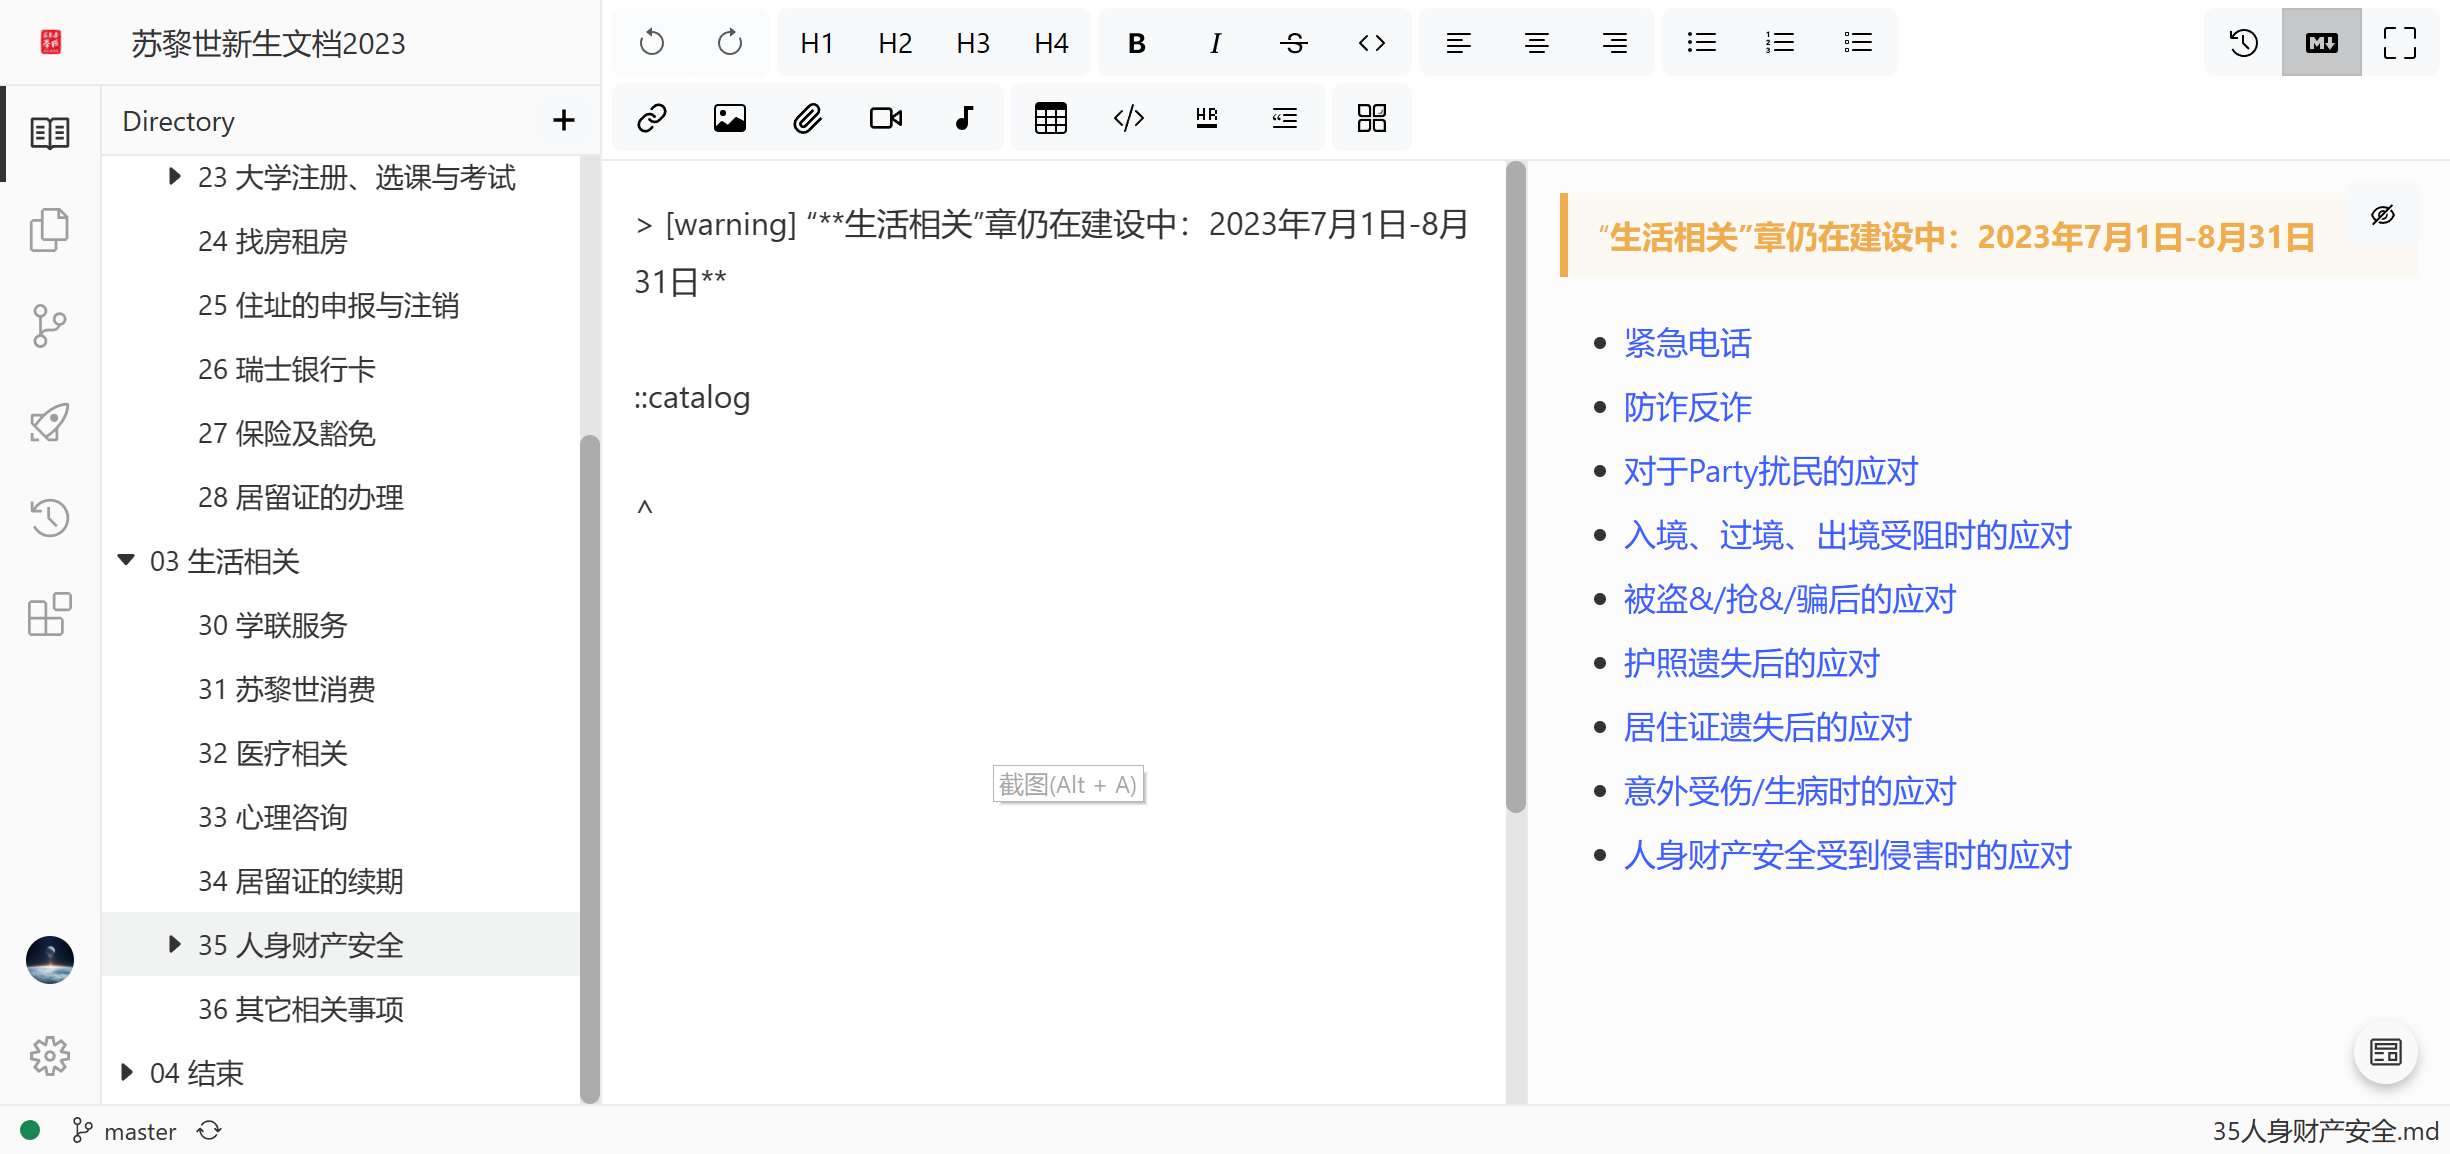 苏黎世新生文档2023
H1 H2 H3 H4 B I S <>
M↓
Directory
HR
23 大学注册、选课与考试
24 找房租房
25 住址的申报与注销
26 瑞士银行卡
27 保险及豁免
28 居留证的办理
03 生活相关
30 学联服务
31 苏黎世消费
32 医疗相关
33 心理咨询
34 居留证的续期
35 人身财产安全
36 其它相关事项
04 结束
> [warning] “**生活相关”章仍在建设中：2023年7月1日-8月
31日**
::catalog
^
截图(Alt + A)
“生活相关”章仍在建设中：2023年7月1日-8月31日
紧急电话
防诈反诈
对于Party扰民的应对
入境、过境、出境受阻时的应对
被盗&/抢&/骗后的应对
护照遗失后的应对
居住证遗失后的应对
意外受伤/生病时的应对
人身财产安全受到侵害时的应对
master
35人身财产安全.md